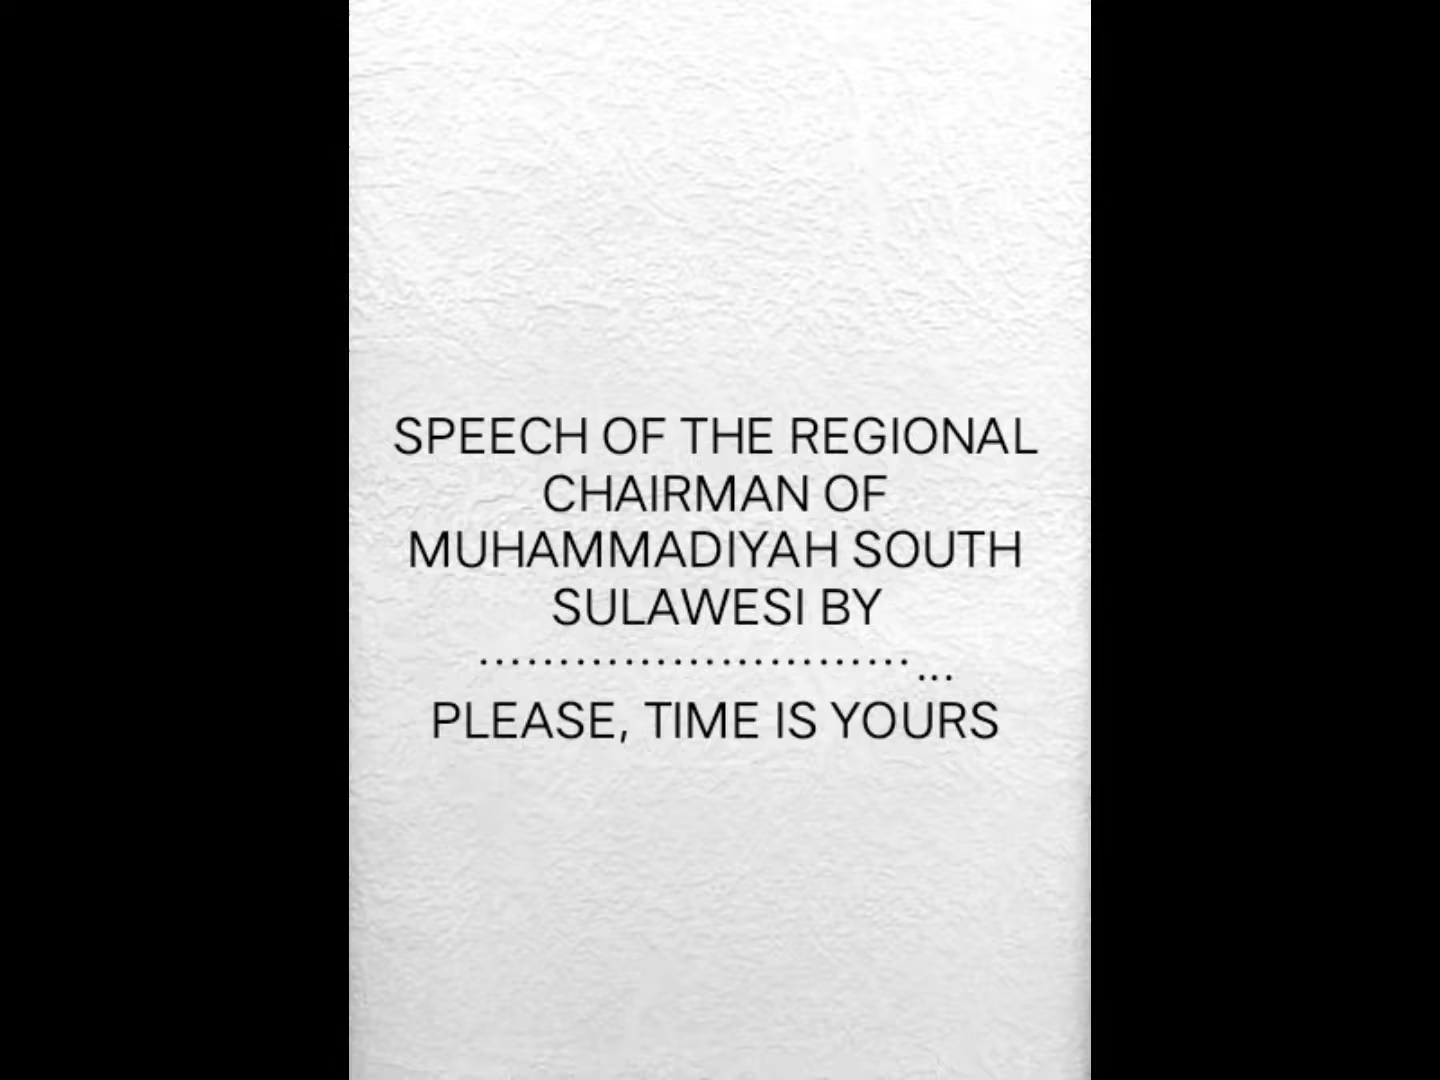 SPEECH OF THE REGIONAL
CHAIRMAN OF
MUHAMMADIYAH SOUTH
SULAWESI BY
..............................
PLEASE, TIME IS YOURS